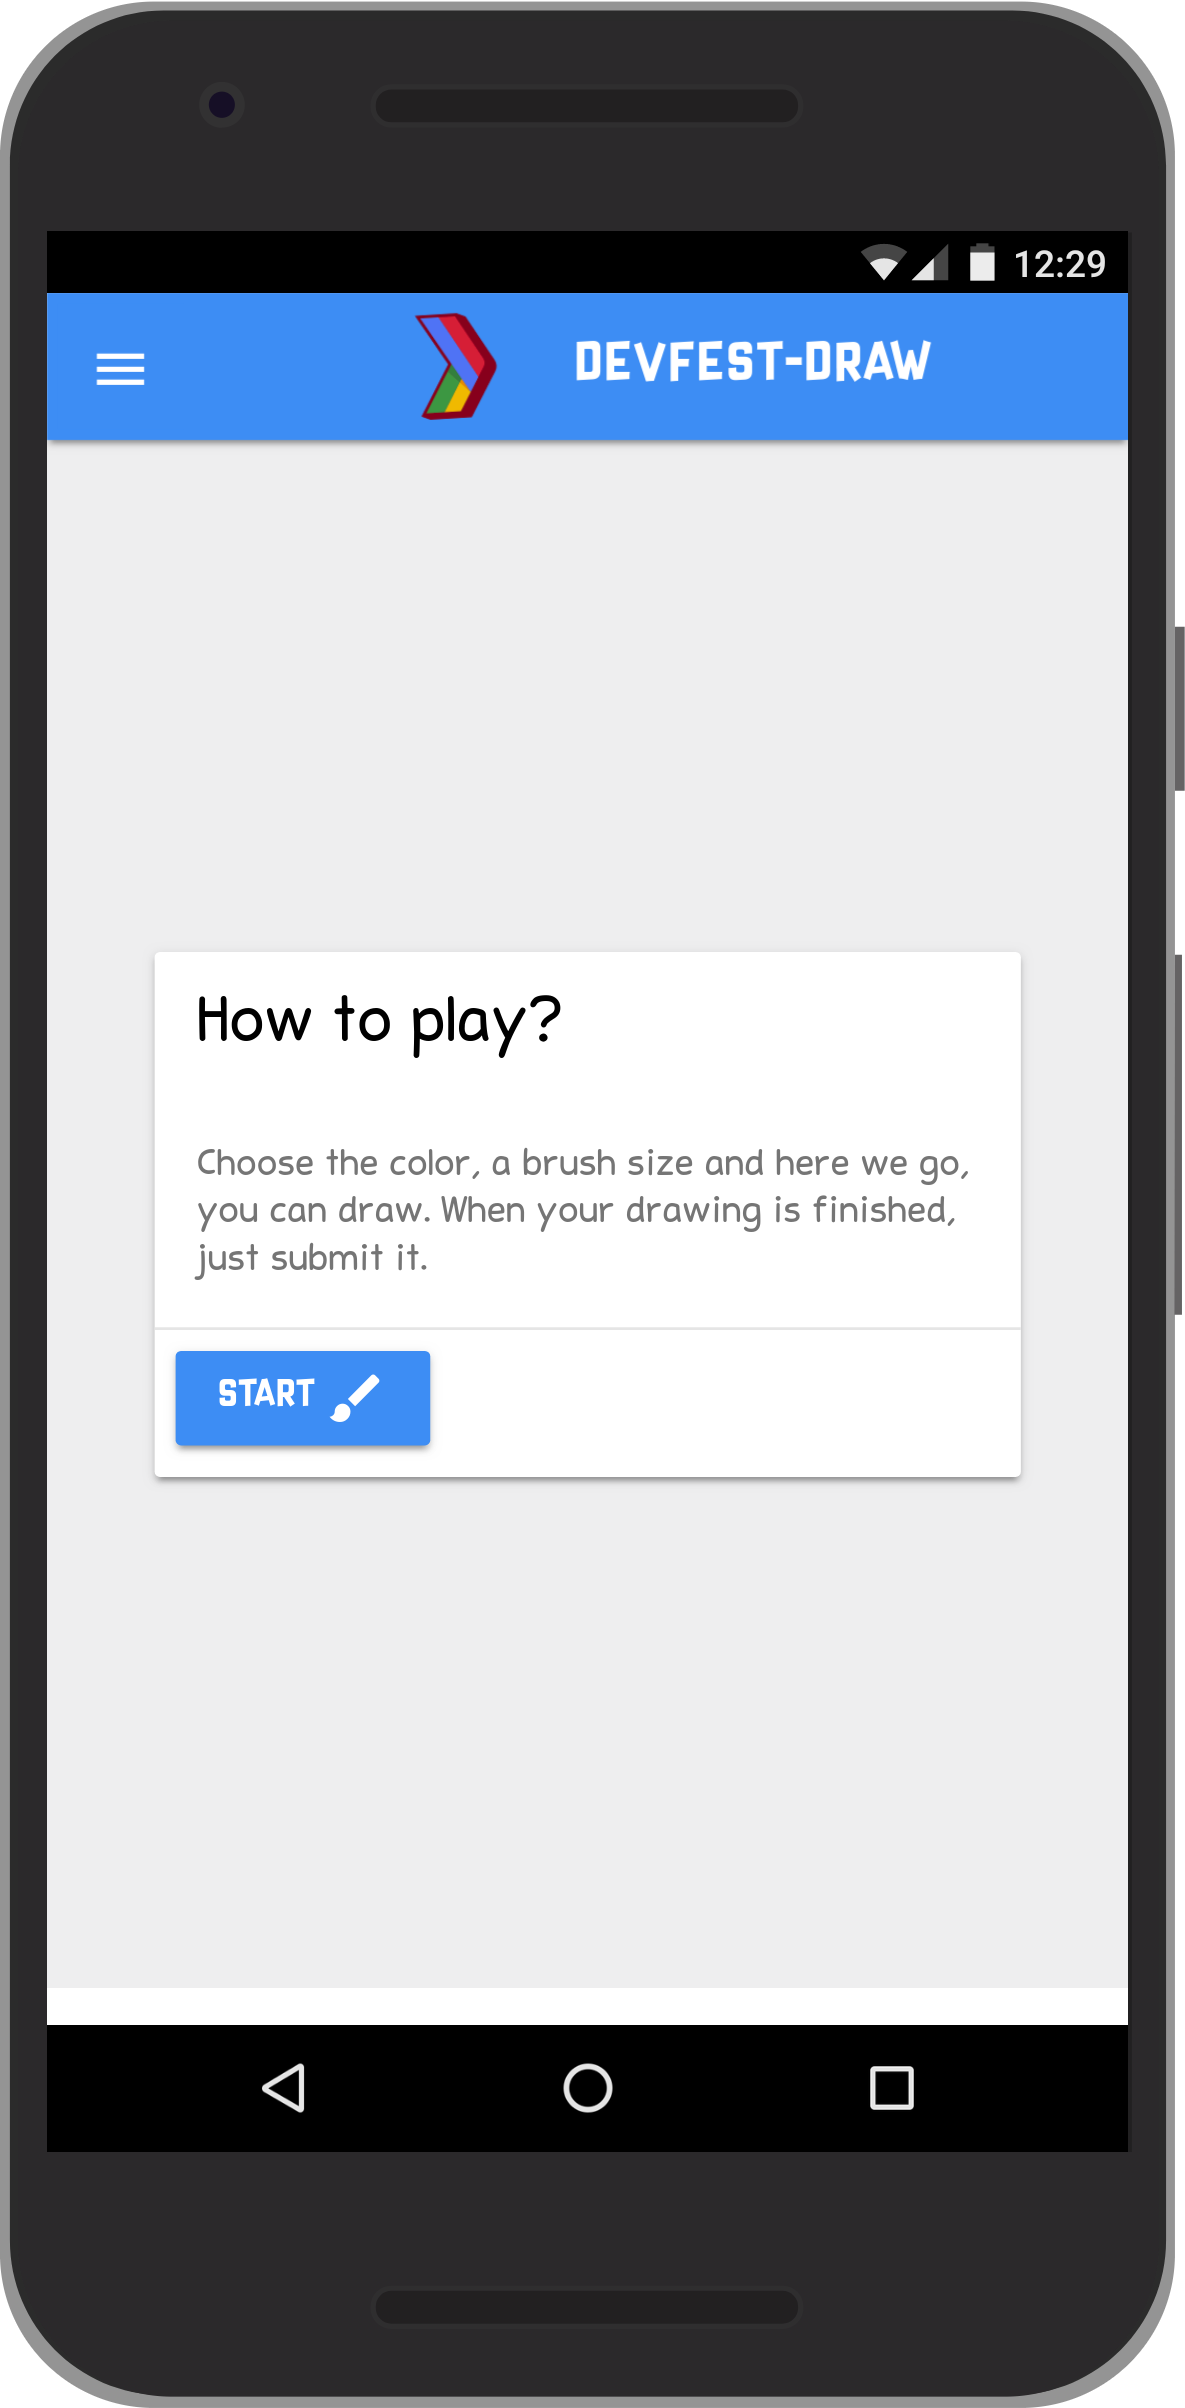 12:29
DEVFEST-DRAW
How to play?
Choose the color, a brush size and here we go,
you can draw. When your drawing is finished,
just submit it.
START